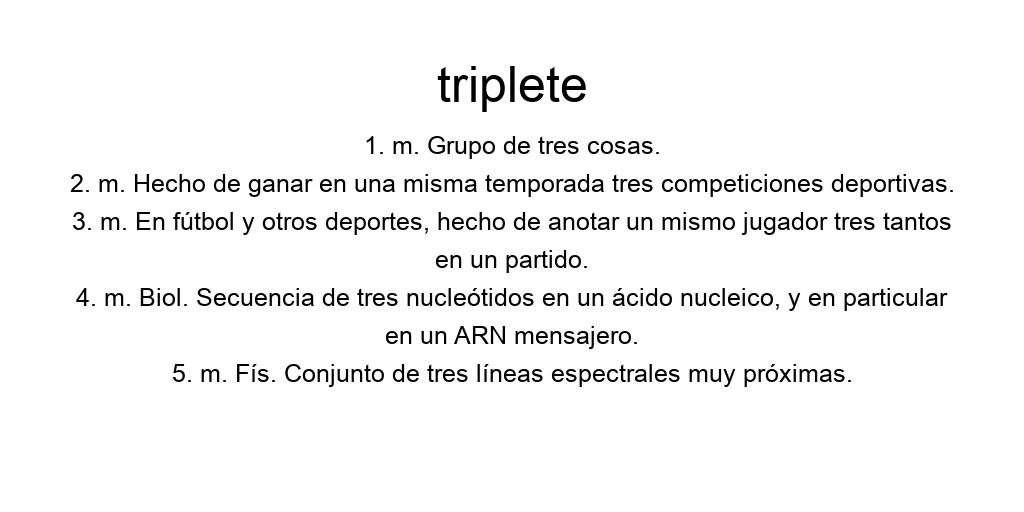 triplete
1. m. Grupo de tres cosas.
2. m. Hecho de ganar en una misma temporada tres competiciones deportivas.
3. m. En fútbol y otros deportes, hecho de anotar un mismo jugador tres tantos
en un partido.
4. m. Biol. Secuencia de tres nucleótidos en un ácido nucleico, y en particular
en un ARN mensajero.
5. m. Fís. Conjunto de tres líneas espectrales muy próximas.